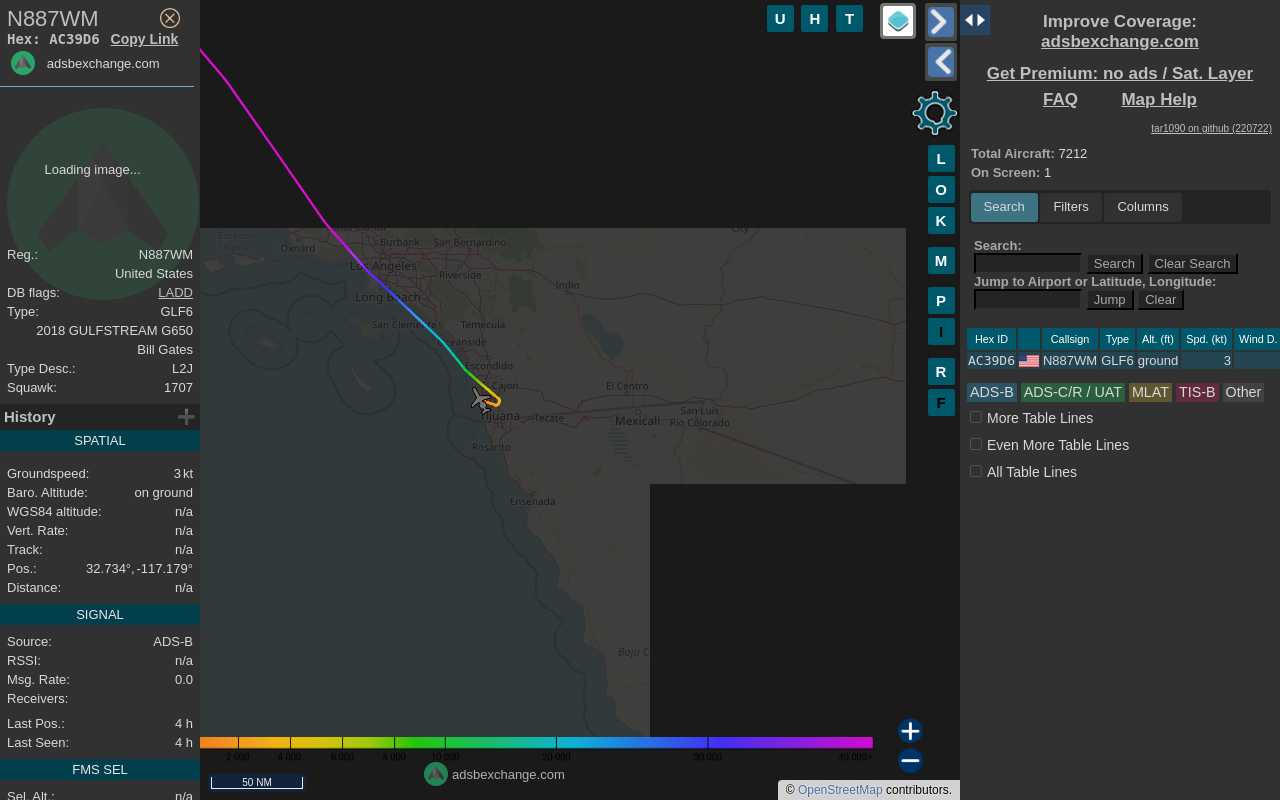 N887WM
Hex: AC39D6 Copy Link
adsbexchange.com
Loading image...
Reg.: N887WM
United States
DB flags: LADD
Type: GLF6
2018 GULFSTREAM G650
Bill Gates
Type Desc.: L2J
Squawk: 1707
History
SPATIAL
Groundspeed: 3 kt
Baro. Altitude: on ground
WGS84 altitude: n/a
Vert. Rate: n/a
Track: n/a
Pos.: 32.734°, -117.179°
Distance: n/a
SIGNAL
Source: ADS-B
RSSI: n/a
Msg. Rate: 0.0
Receivers:
Last Pos.: 4 h
Last Seen: 4 h
FMS SEL
Sel. Alt.: n/a
U H T
L
O
K
M
P
I
R
F
Channel
Oxnard
Burbank
San Bernardino
City
Los Angeles
Riverside
Long Beach
Indio
San Clemente
Temecula
Oceanside
Escondido
Cajon
El Centro
Tijuana
Tecate
Mexicali
San Luis
Río Colorado
Rosarito
Ensenada
Baja C
2 000 4 000 6 000 8 000 10 000 20 000 30 000 40 000+
adsbexchange.com
50 NM
© OpenStreetMap contributors.
Improve Coverage:
adsbexchange.com
Get Premium: no ads / Sat. Layer
FAQ Map Help
tar1090 on github (220722)
Total Aircraft: 7212
On Screen: 1
Search Filters Columns
Search:
Search Clear Search
Jump to Airport or Latitude, Longitude:
Jump Clear
Hex ID Callsign Type Alt. (ft) Spd. (kt) Wind D.
AC39D6 N887WM GLF6 ground 3
ADS-B ADS-C/R / UAT MLAT TIS-B Other
More Table Lines
Even More Table Lines
All Table Lines